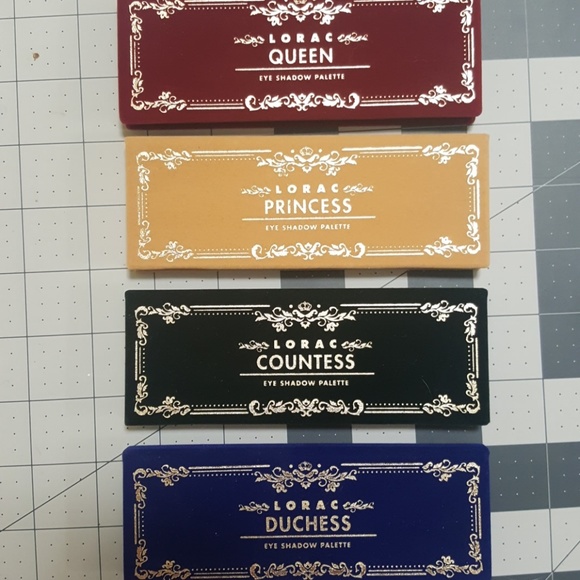 LORAC
QUEEN
EYE SHADOW PALETTE
LORAC
PRINCESS
EYE SHADOW PALETTE
LORAC
COUNTESS
EYE SHADOW PALETTE
LORAC
DUCHESS
EYE SHADOW PALETTE